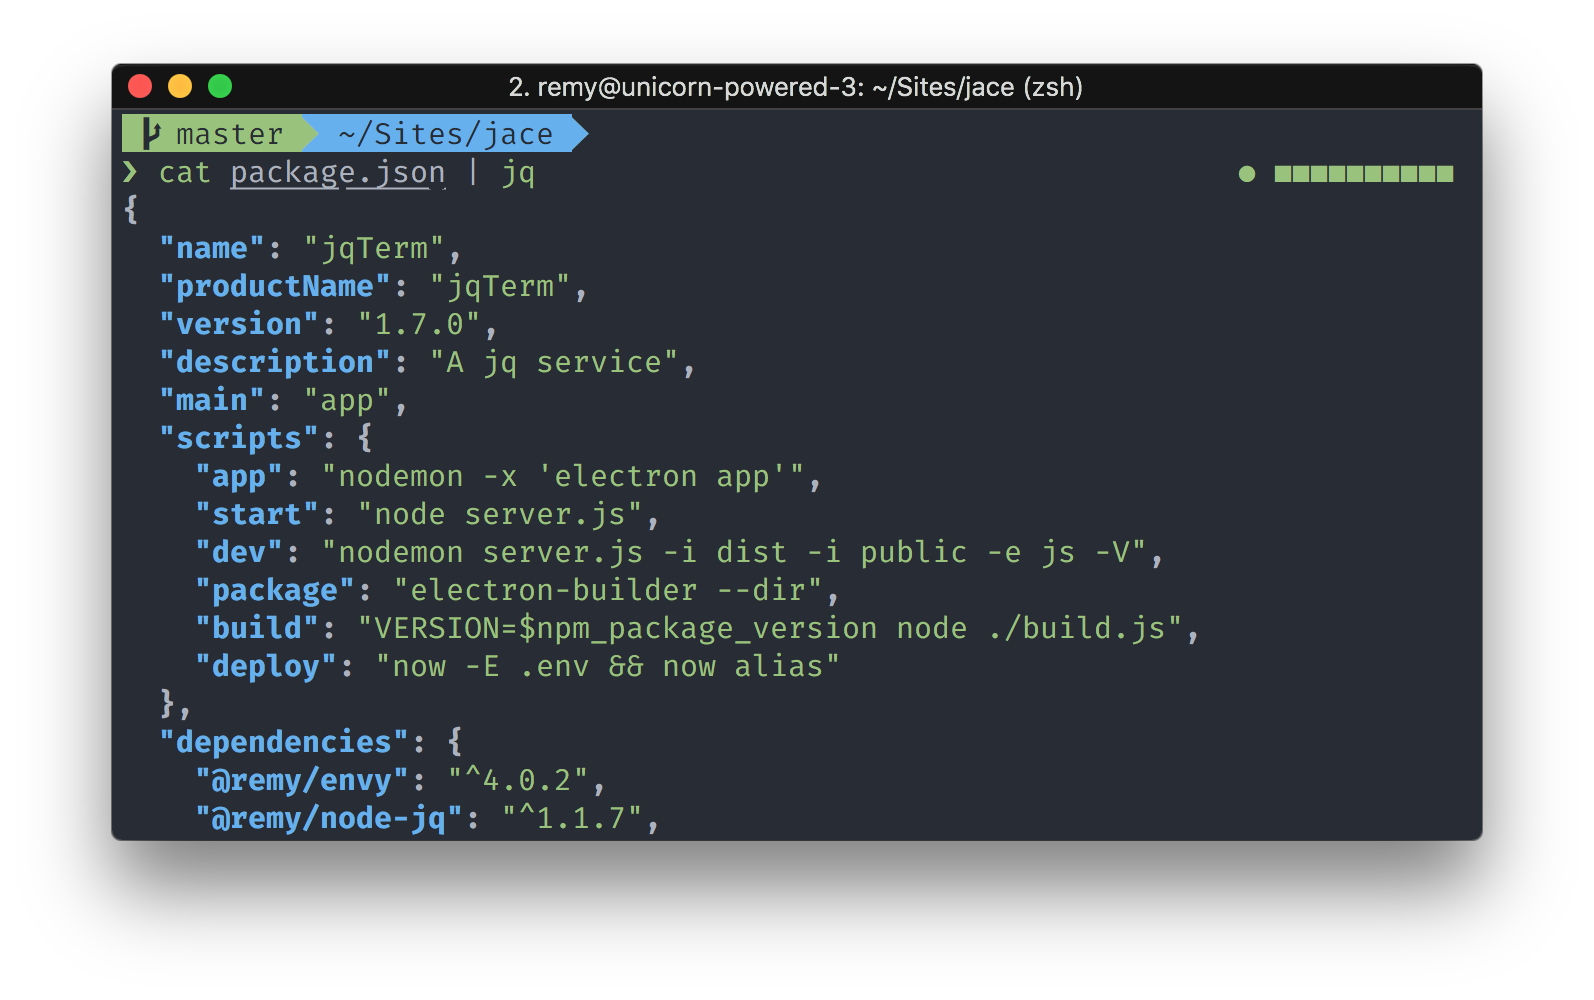 2. remy@unicorn-powered-3: ~/Sites/jace (zsh)
master ~/Sites/jace
❯ cat package.json | jq
{
  "name": "jqTerm",
  "productName": "jqTerm",
  "version": "1.7.0",
  "description": "A jq service",
  "main": "app",
  "scripts": {
    "app": "nodemon -x 'electron app'",
    "start": "node server.js",
    "dev": "nodemon server.js -i dist -i public -e js -V",
    "package": "electron-builder --dir",
    "build": "VERSION=$npm_package_version node ./build.js",
    "deploy": "now -E .env && now alias"
  },
  "dependencies": {
    "@remy/envy": "^4.0.2",
    "@remy/node-jq": "^1.1.7",